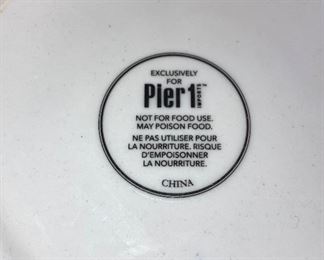 EXCLUSIVELY
FOR
Pier 1 IMPORTS™
NOT FOR FOOD USE.
MAY POISON FOOD.
NE PAS UTILISER POUR
LA NOURRITURE. RISQUE
D'EMPOISONNER
LA NOURRITURE.
CHINA